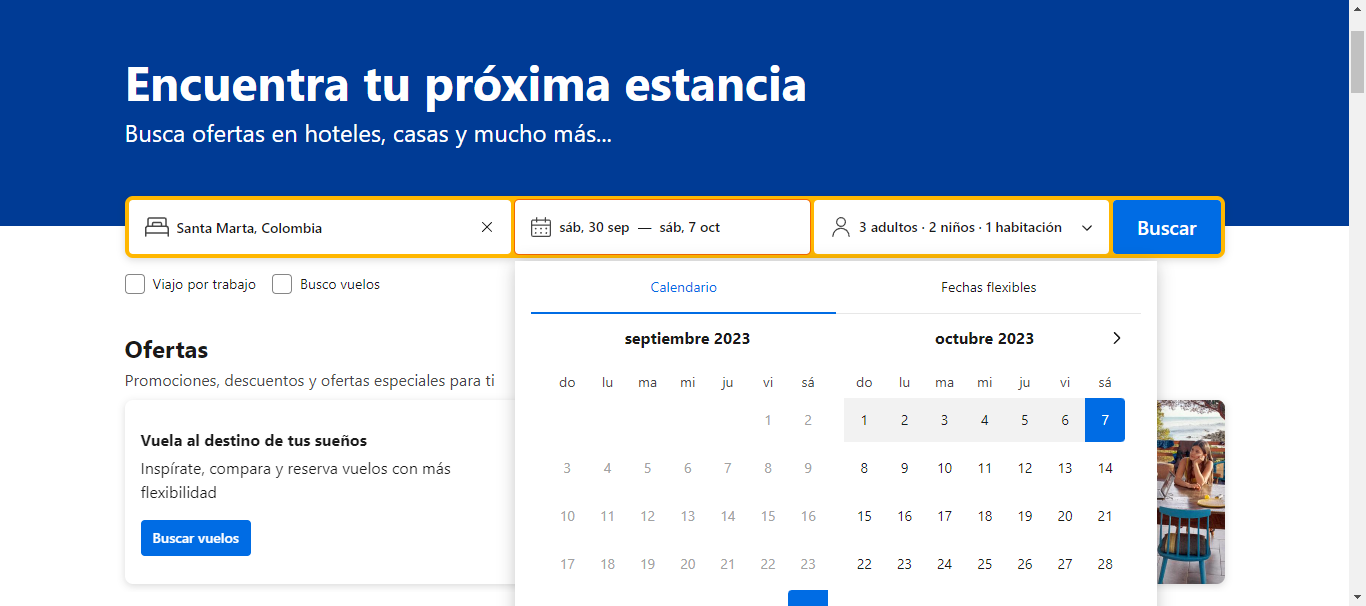 Encuentra tu próxima estancia
Busca ofertas en hoteles, casas y mucho más...
Santa Marta, Colombia
sáb, 30 sep — sáb, 7 oct
3 adultos · 2 niños · 1 habitación
Buscar
Viajo por trabajo
Busco vuelos
Calendario
Fechas flexibles
septiembre 2023
do lu ma mi ju vi sá
1 2
3 4 5 6 7 8 9
10 11 12 13 14 15 16
17 18 19 20 21 22 23
octubre 2023
do lu ma mi ju vi sá
1 2 3 4 5 6 7
8 9 10 11 12 13 14
15 16 17 18 19 20 21
22 23 24 25 26 27 28
Ofertas
Promociones, descuentos y ofertas especiales para ti
Vuela al destino de tus sueños
Inspírate, compara y reserva vuelos con más
flexibilidad
Buscar vuelos